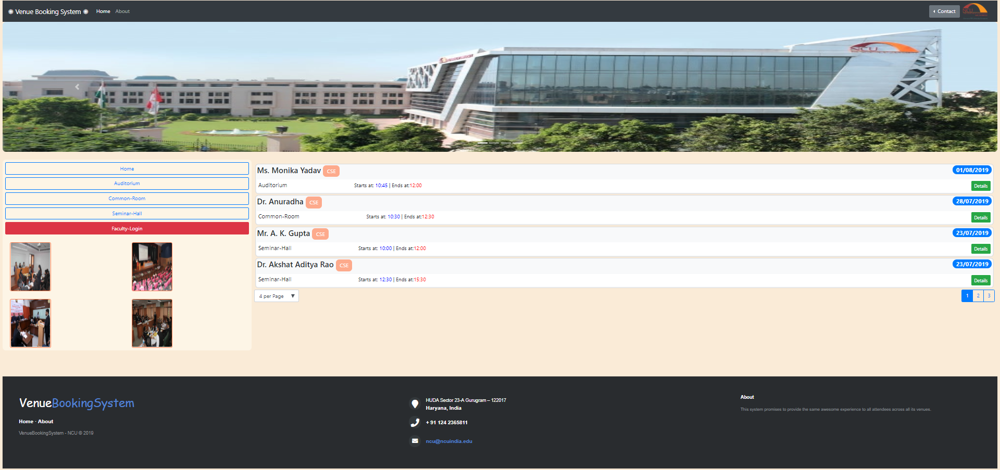 ✺ Venue Booking System ✺ Home About Contact
NCU
NCU
Home
Auditorium
Common-Room
Seminar-Hall
Faculty-Login
Ms. Monika Yadav CSE 01/08/2019
Auditorium Starts at: 10:45 | Ends at:12:00 Details
Dr. Anuradha CSE 28/07/2019
Common-Room Starts at: 10:30 | Ends at:12:30 Details
Mr. A. K. Gupta CSE 23/07/2019
Seminar-Hall Starts at: 10:00 | Ends at:12:00 Details
Dr. Akshat Aditya Rao CSE 23/07/2019
Seminar-Hall Starts at: 12:30 | Ends at:15:30 Details
4 per Page ▼ 1 2 3
VenueBookingSystem
Home · About
VenueBookingSystem - NCU © 2019
HUDA Sector 23-A Gurugram – 122017
Haryana, India
+ 91 124 2365811
ncu@ncuindia.edu
About
This system promises to provide the same awesome experience to all attendees across all its venues.